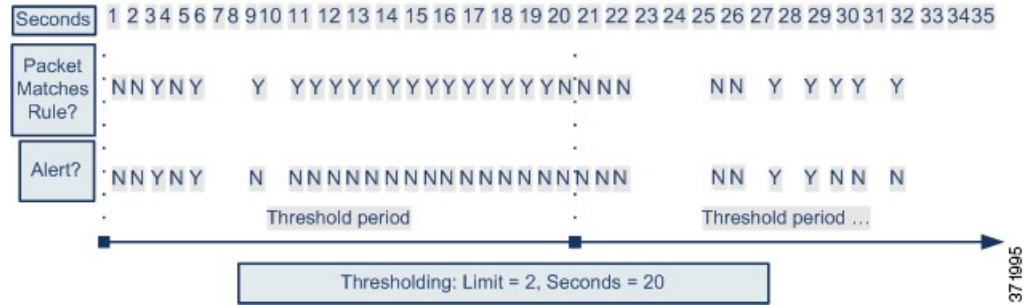 Seconds 1 2 3 4 5 6 7 8 9 10 11 12 13 14 15 16 17 18 19 20 21 22 23 24 25 26 27 28 29 30 31 32 33 34 35
Packet
Matches
Rule?
N N Y N Y Y Y Y Y Y Y Y Y Y Y Y Y Y Y Y Y Y N N N N N N Y Y Y Y Y
Alert?
N N Y N Y N N N N N N N N N N N N N N N N N N N N N N N Y Y N N N
Threshold period
Threshold period ...
Thresholding: Limit = 2, Seconds = 20
371995